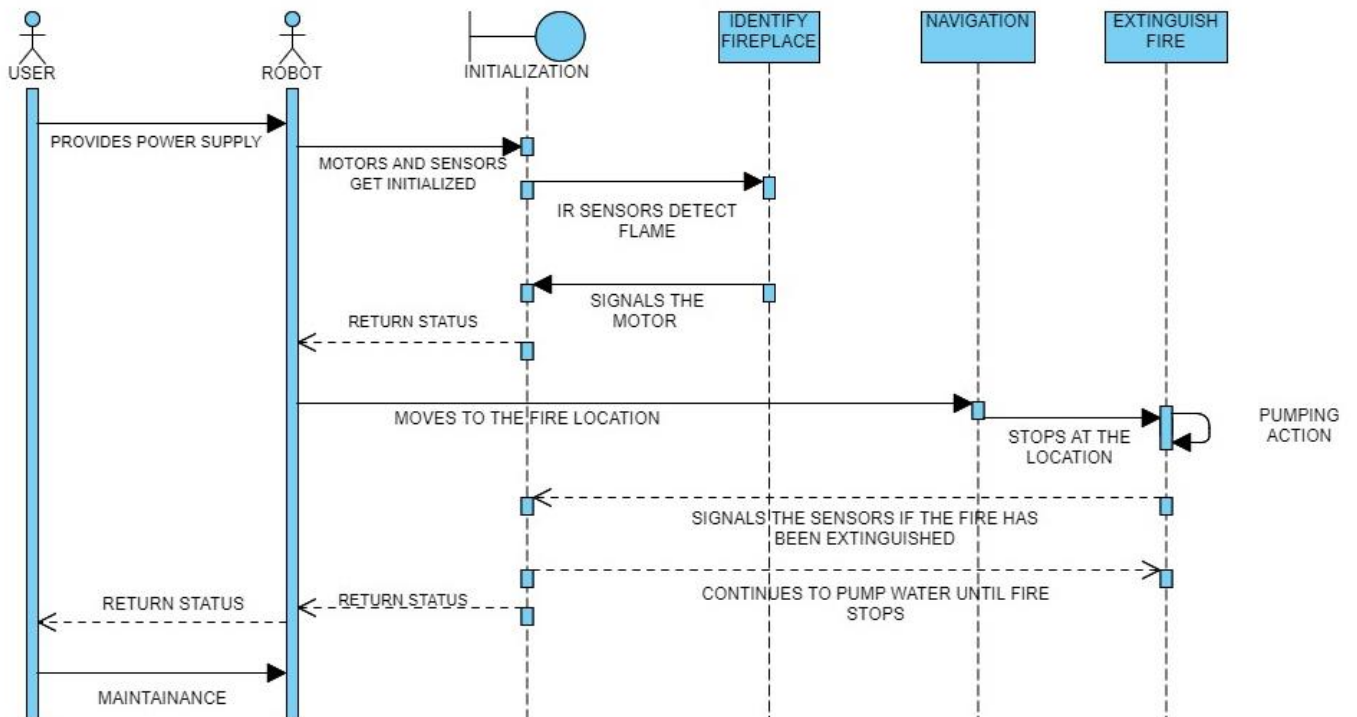 IDENTIFY
FIREPLACE
NAVIGATION
EXTINGUISH
FIRE
USER
ROBOT
INITIALIZATION
PROVIDES POWER SUPPLY
MOTORS AND SENSORS
GET INITIALIZED
IR SENSORS DETECT
FLAME
SIGNALS THE
MOTOR
RETURN STATUS
MOVES TO THE FIRE LOCATION
STOPS AT THE
LOCATION
PUMPING
ACTION
SIGNALS THE SENSORS IF THE FIRE HAS
BEEN EXTINGUISHED
CONTINUES TO PUMP WATER UNTIL FIRE
STOPS
RETURN STATUS
RETURN STATUS
MAINTAINANCE